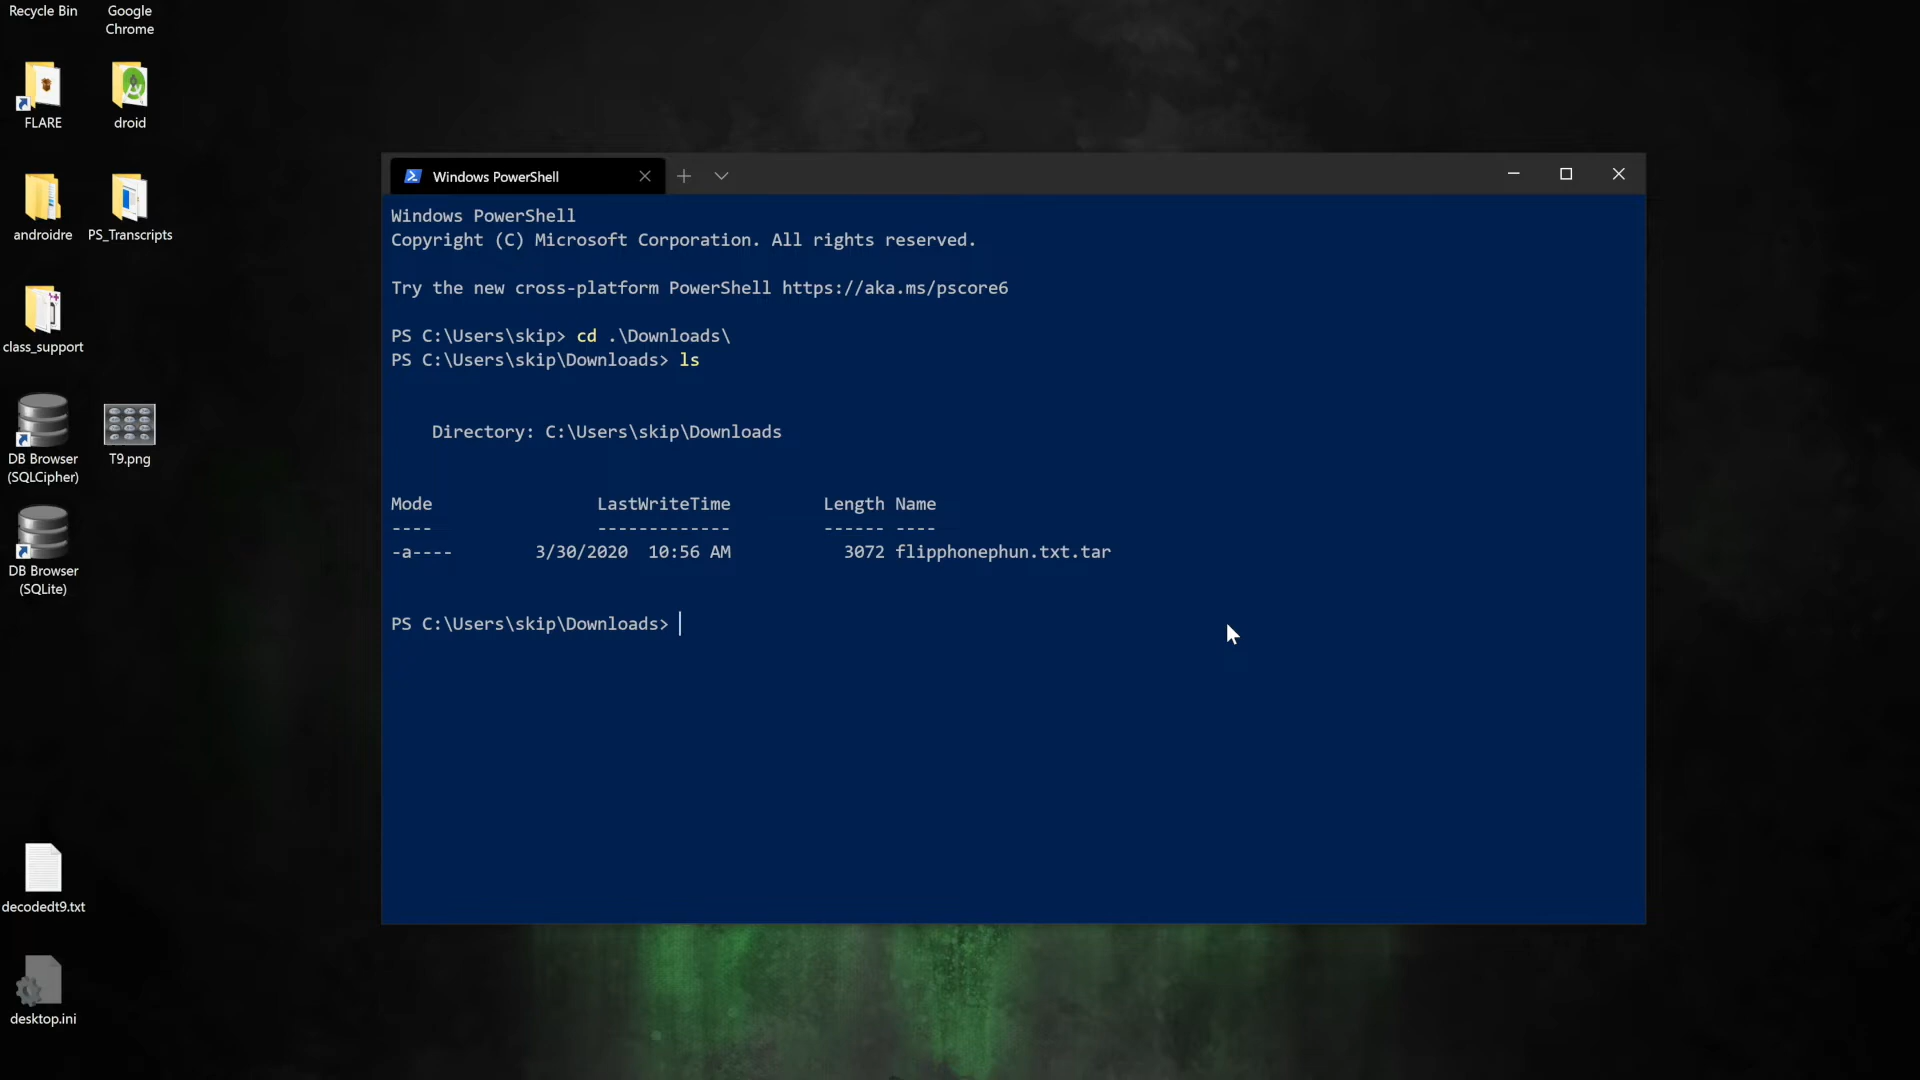 Recycle Bin
Google
Chrome
FLARE
droid
androidre
PS_Transcripts
class_support
DB Browser
(SQLCipher)
T9.png
DB Browser
(SQLite)
decodedt9.txt
desktop.ini
Windows PowerShell
Windows PowerShell
Copyright (C) Microsoft Corporation. All rights reserved.
Try the new cross-platform PowerShell https://aka.ms/pscore6
PS C:\Users\skip> cd .\Downloads\
PS C:\Users\skip\Downloads> ls
Directory: C:\Users\skip\Downloads
Mode                LastWriteTime         Length Name
----                -------------         ------ ----
-a----        3/30/2020  10:56 AM           3072 flipphonephun.txt.tar
PS C:\Users\skip\Downloads>